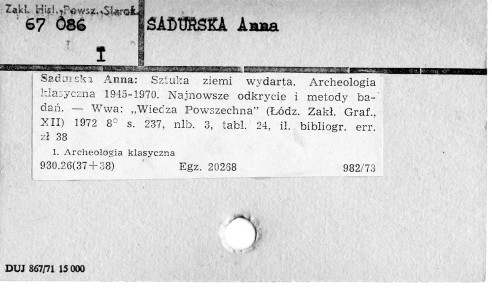 Zakł. Hist. Powsz. Staroż.
67 086
I
SADURSKA Anna
Sadurska Anna: Sztuka ziemi wydarta. Archeologia
klasyczna 1945-1970. Najnowsze odkrycie i metody ba-
dań. — Wwa: „Wiedza Powszechna" (Łódz. Zakł. Graf.,
XII) 1972 8° s. 237, nlb. 3, tabl. 24, il. bibliogr. err.
zł 38
1. Archeologia klasyczna
930.26(37+38) Egz. 20268 982/73
DUJ 867/71 15 000